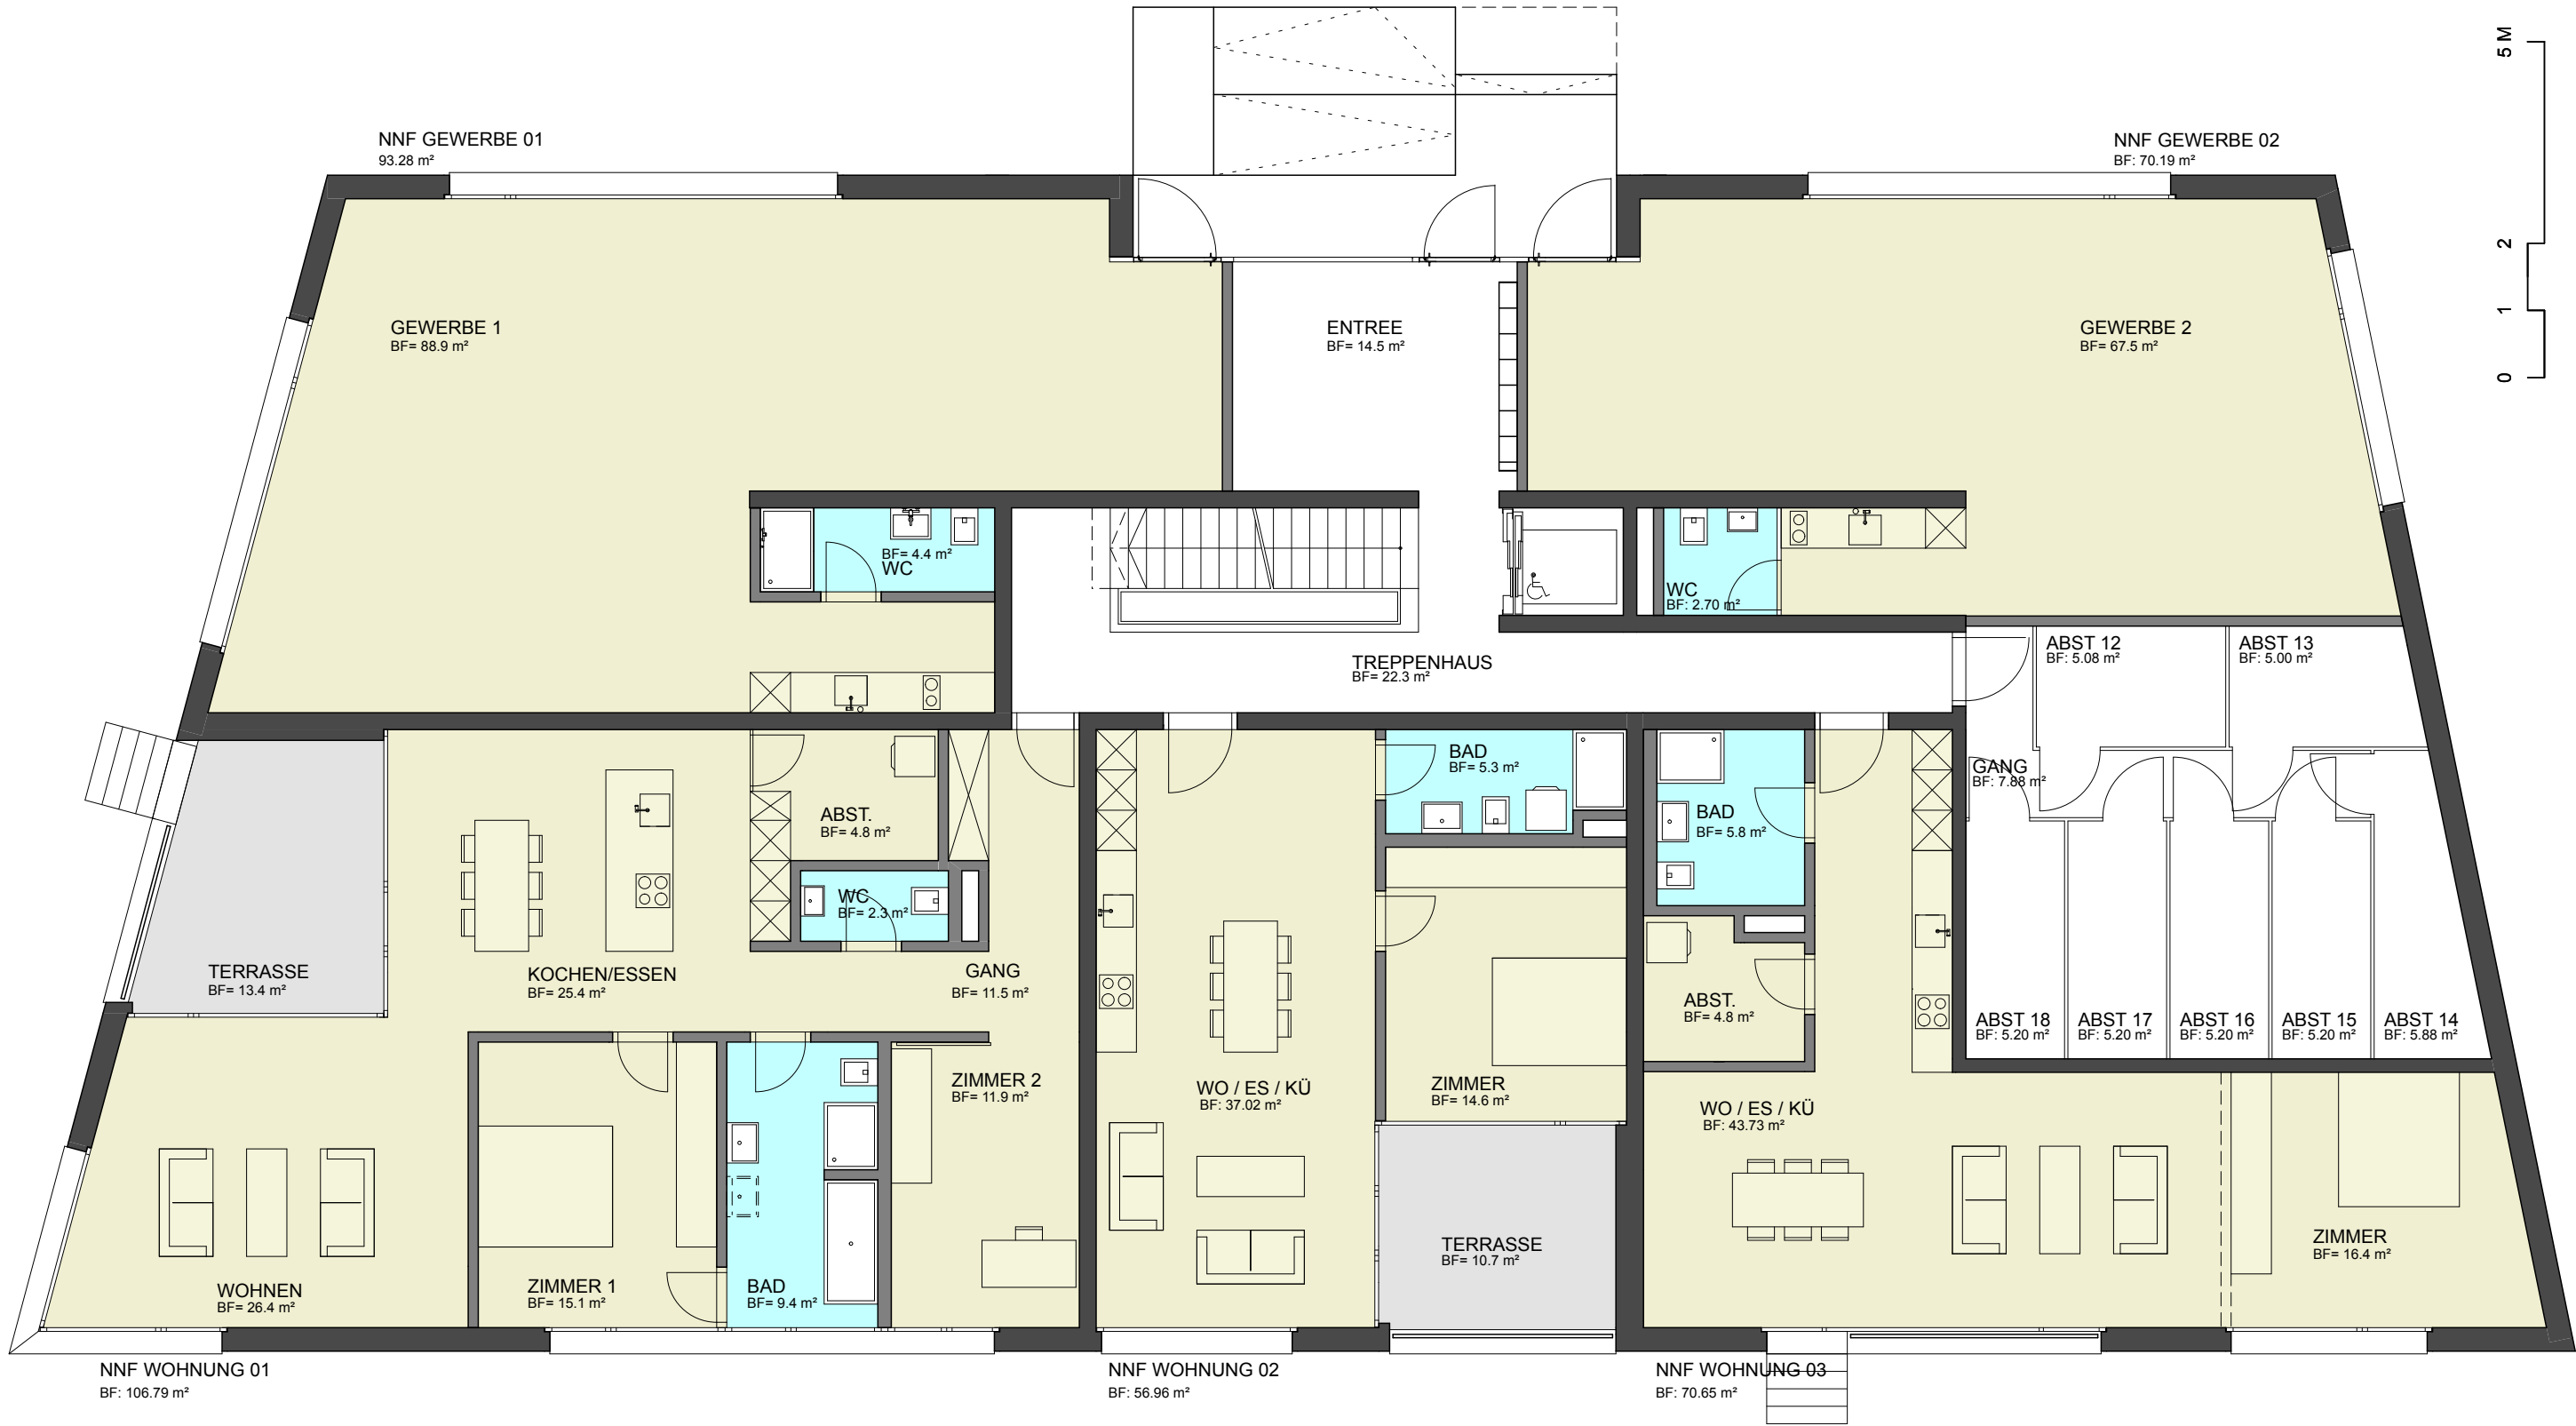 NNF GEWERBE 01
93.28 m²
NNF GEWERBE 02
BF: 70.19 m²
5 M
2
1
0
GEWERBE 1
BF= 88.9 m²
ENTREE
BF= 14.5 m²
GEWERBE 2
BF= 67.5 m²
BF= 4.4 m²
WC
WC
BF: 2.70 m²
TREPPENHAUS
BF= 22.3 m²
ABST 12
BF: 5.08 m²
ABST 13
BF: 5.00 m²
GANG
BF: 7.88 m²
ABST.
BF= 4.8 m²
BAD
BF= 5.3 m²
BAD
BF= 5.8 m²
WC
BF= 2.3 m²
TERRASSE
BF= 13.4 m²
KOCHEN/ESSEN
BF= 25.4 m²
GANG
BF= 11.5 m²
ABST.
BF= 4.8 m²
ABST 18
BF: 5.20 m²
ABST 17
BF: 5.20 m²
ABST 16
BF: 5.20 m²
ABST 15
BF: 5.20 m²
ABST 14
BF: 5.88 m²
ZIMMER 2
BF= 11.9 m²
WO / ES / KÜ
BF: 37.02 m²
ZIMMER
BF= 14.6 m²
WO / ES / KÜ
BF: 43.73 m²
WOHNEN
BF= 26.4 m²
ZIMMER 1
BF= 15.1 m²
BAD
BF= 9.4 m²
TERRASSE
BF= 10.7 m²
ZIMMER
BF= 16.4 m²
NNF WOHNUNG 01
BF: 106.79 m²
NNF WOHNUNG 02
BF: 56.96 m²
NNF WOHNUNG 03
BF: 70.65 m²